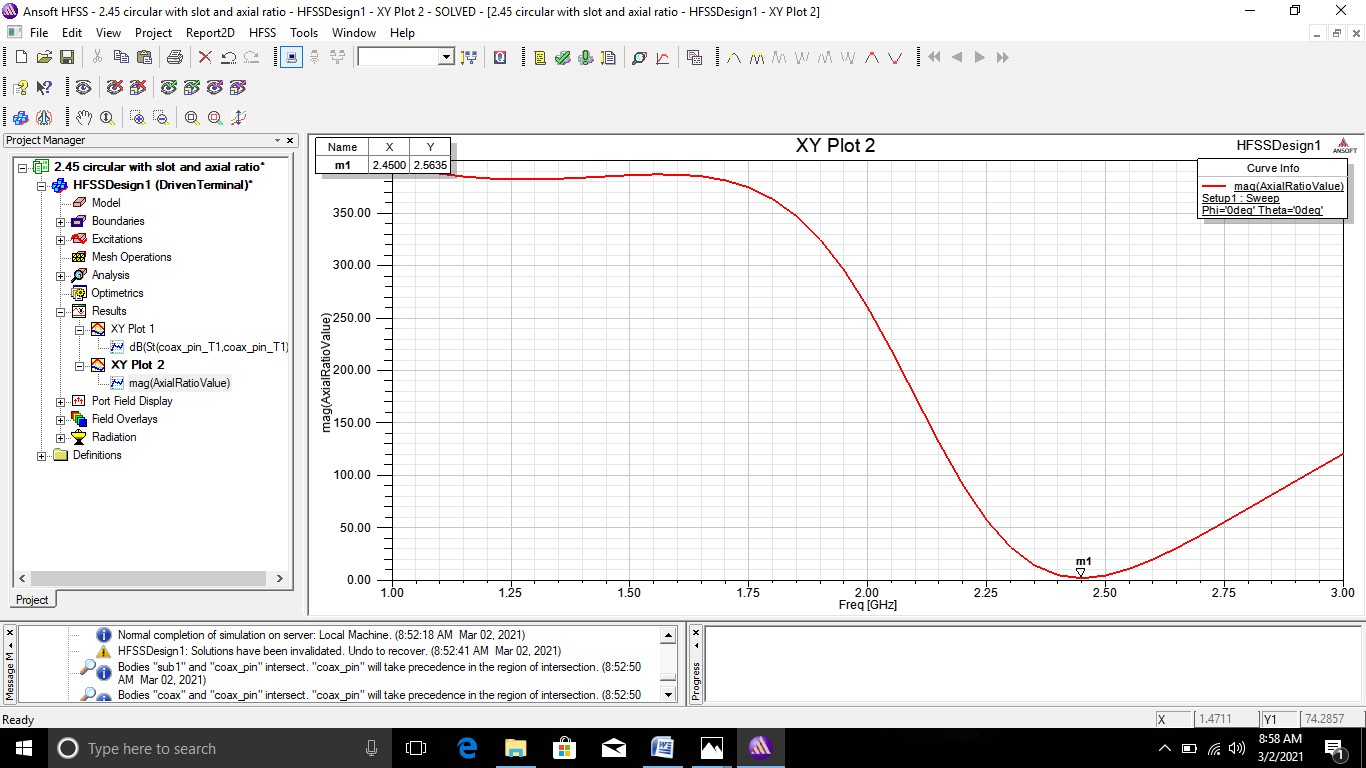 Ansoft HFSS - 2.45 circular with slot and axial ratio - HFSSDesign1 - XY Plot 2 - SOLVED - [2.45 circular with slot and axial ratio - HFSSDesign1 - XY Plot 2]
File Edit View Project Report2D HFSS Tools Window Help
Project Manager
2.45 circular with slot and axial ratio*
HFSSDesign1 (DrivenTerminal)*
Model
Boundaries
Excitations
Mesh Operations
Analysis
Optimetrics
Results
XY Plot 1
dB(St(coax_pin_T1,coax_pin_T1)
XY Plot 2
mag(AxialRatioValue)
Port Field Display
Field Overlays
Radiation
Definitions
Project
Name X Y
m1 2.4500 2.5635
XY Plot 2
HFSSDesign1
ANSOFT
Curve Info
mag(AxialRatioValue)
Setup1 : Sweep
Phi='0deg' Theta='0deg'
mag(AxialRatioValue)
350.00
300.00
250.00
200.00
150.00
100.00
50.00
0.00
m1
1.00 1.25 1.50 1.75 2.00 2.25 2.50 2.75 3.00
Freq [GHz]
Message M
Normal completion of simulation on server: Local Machine. (8:52:18 AM Mar 02, 2021)
HFSSDesign1: Solutions have been invalidated. Undo to recover. (8:52:41 AM Mar 02, 2021)
Bodies "sub1" and "coax_pin" intersect. "coax_pin" will take precedence in the region of intersection. (8:52:50
AM Mar 02, 2021)
Bodies "coax" and "coax_pin" intersect. "coax_pin" will take precedence in the region of intersection. (8:52:50
Progress
Ready
X 1.4711 Y1 74.2857
Type here to search
8:58 AM
3/2/2021
1